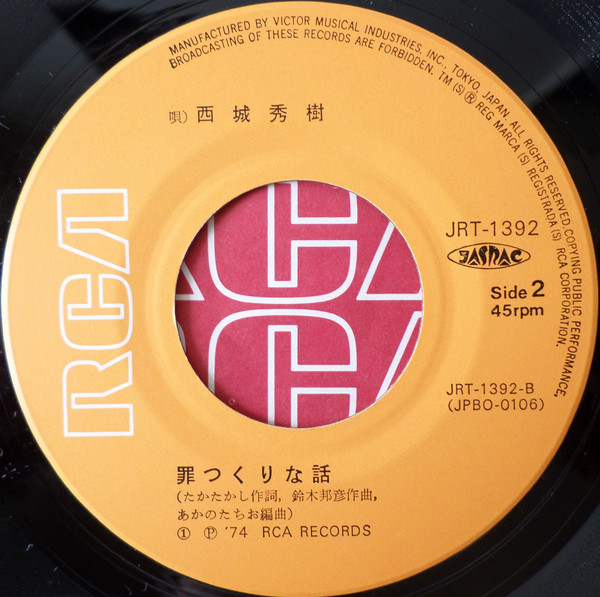 MANUFACTURED BY VICTOR MUSICAL INDUSTRIES, INC., TOKYO, JAPAN. ALL RIGHTS RESERVED. COPYING PUBLIC PERFORMANCE,
BROADCASTING OF THESE RECORDS ARE FORBIDDEN. TM (S) ® REG MARCA (S) REGISTRADA (S) RCA CORPORATION.
唄) 西城秀樹
RCA
JRT-1392
JASRAC
Side 2
45rpm
JRT-1392-B
(JPBO-0106)
罪つくりな話
(たかたかし作詞, 鈴木邦彦作曲,
あかのたちお編曲)
① ℗ '74 RCA RECORDS